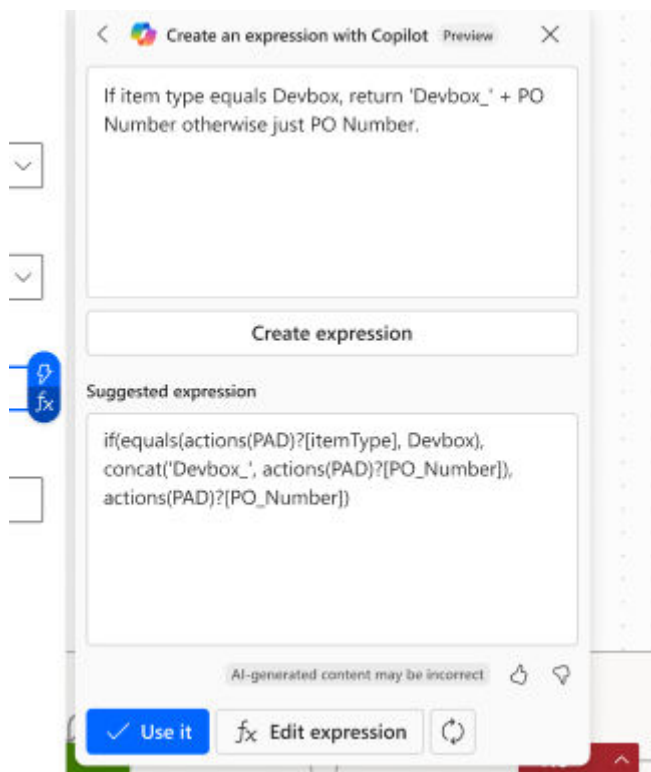 Create an expression with Copilot Preview
If item type equals Devbox, return 'Devbox_' + PO
Number otherwise just PO Number.
Create expression
fx
Suggested expression
if(equals(actions(PAD)?[itemType], Devbox),
concat('Devbox_', actions(PAD)?[PO_Number]),
actions(PAD)?[PO_Number])
AI-generated content may be incorrect
Use it
fx Edit expression